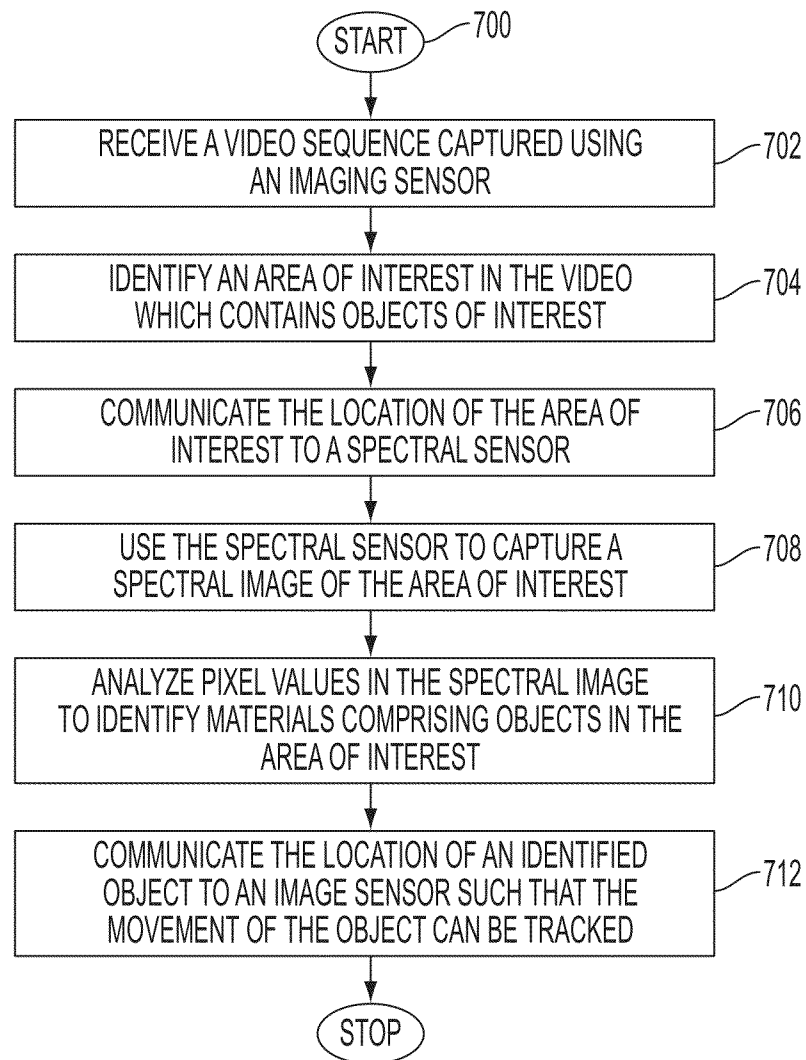 START
700
RECEIVE A VIDEO SEQUENCE CAPTURED USING
AN IMAGING SENSOR
702
IDENTIFY AN AREA OF INTEREST IN THE VIDEO
WHICH CONTAINS OBJECTS OF INTEREST
704
COMMUNICATE THE LOCATION OF THE AREA OF
INTEREST TO A SPECTRAL SENSOR
706
USE THE SPECTRAL SENSOR TO CAPTURE A
SPECTRAL IMAGE OF THE AREA OF INTEREST
708
ANALYZE PIXEL VALUES IN THE SPECTRAL IMAGE
TO IDENTIFY MATERIALS COMPRISING OBJECTS IN THE
AREA OF INTEREST
710
COMMUNICATE THE LOCATION OF AN IDENTIFIED
OBJECT TO AN IMAGE SENSOR SUCH THAT THE
MOVEMENT OF THE OBJECT CAN BE TRACKED
712
STOP